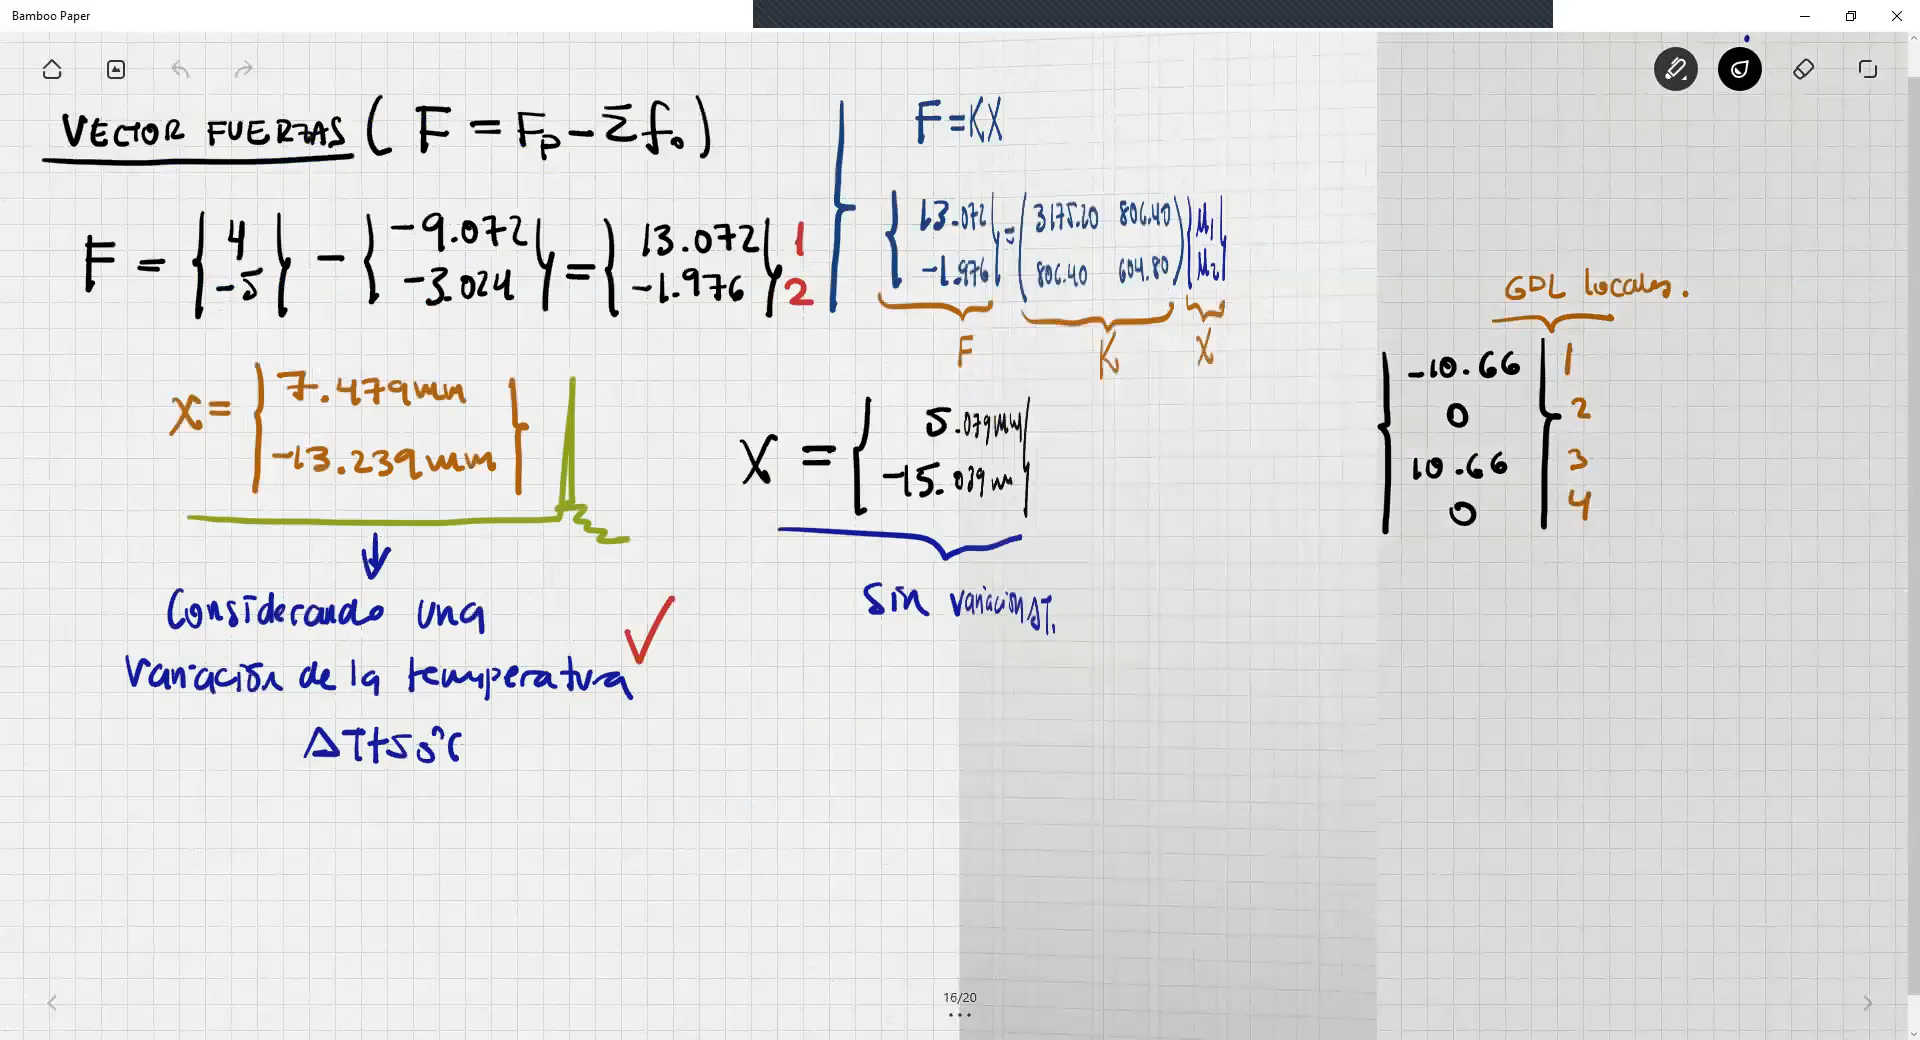 Bamboo Paper
VECTOR FUERZAS ( F = Fp - Σf₀ )
F = { 4 } - { -9.072 } = { 13.072 } 1
{ -5 } - { -3.024 } = { -1.976 } 2
F = KX
{ 13.072 } = ( 3175.20 806.40 ) { μ1 }
{ -1.976 } ( 806.40 604.80 ) { μ2 }
F K X
X = { 7.479mm }
{ -13.239mm }
Considerando una
Variación de la temperatura
ΔT+50°C
X = { 5.079mm }
{ -15.039m }
Sin variación ΔT.
GDL locales.
{ -10.66 } 1
0 2
10.66 3
0 4
16/20